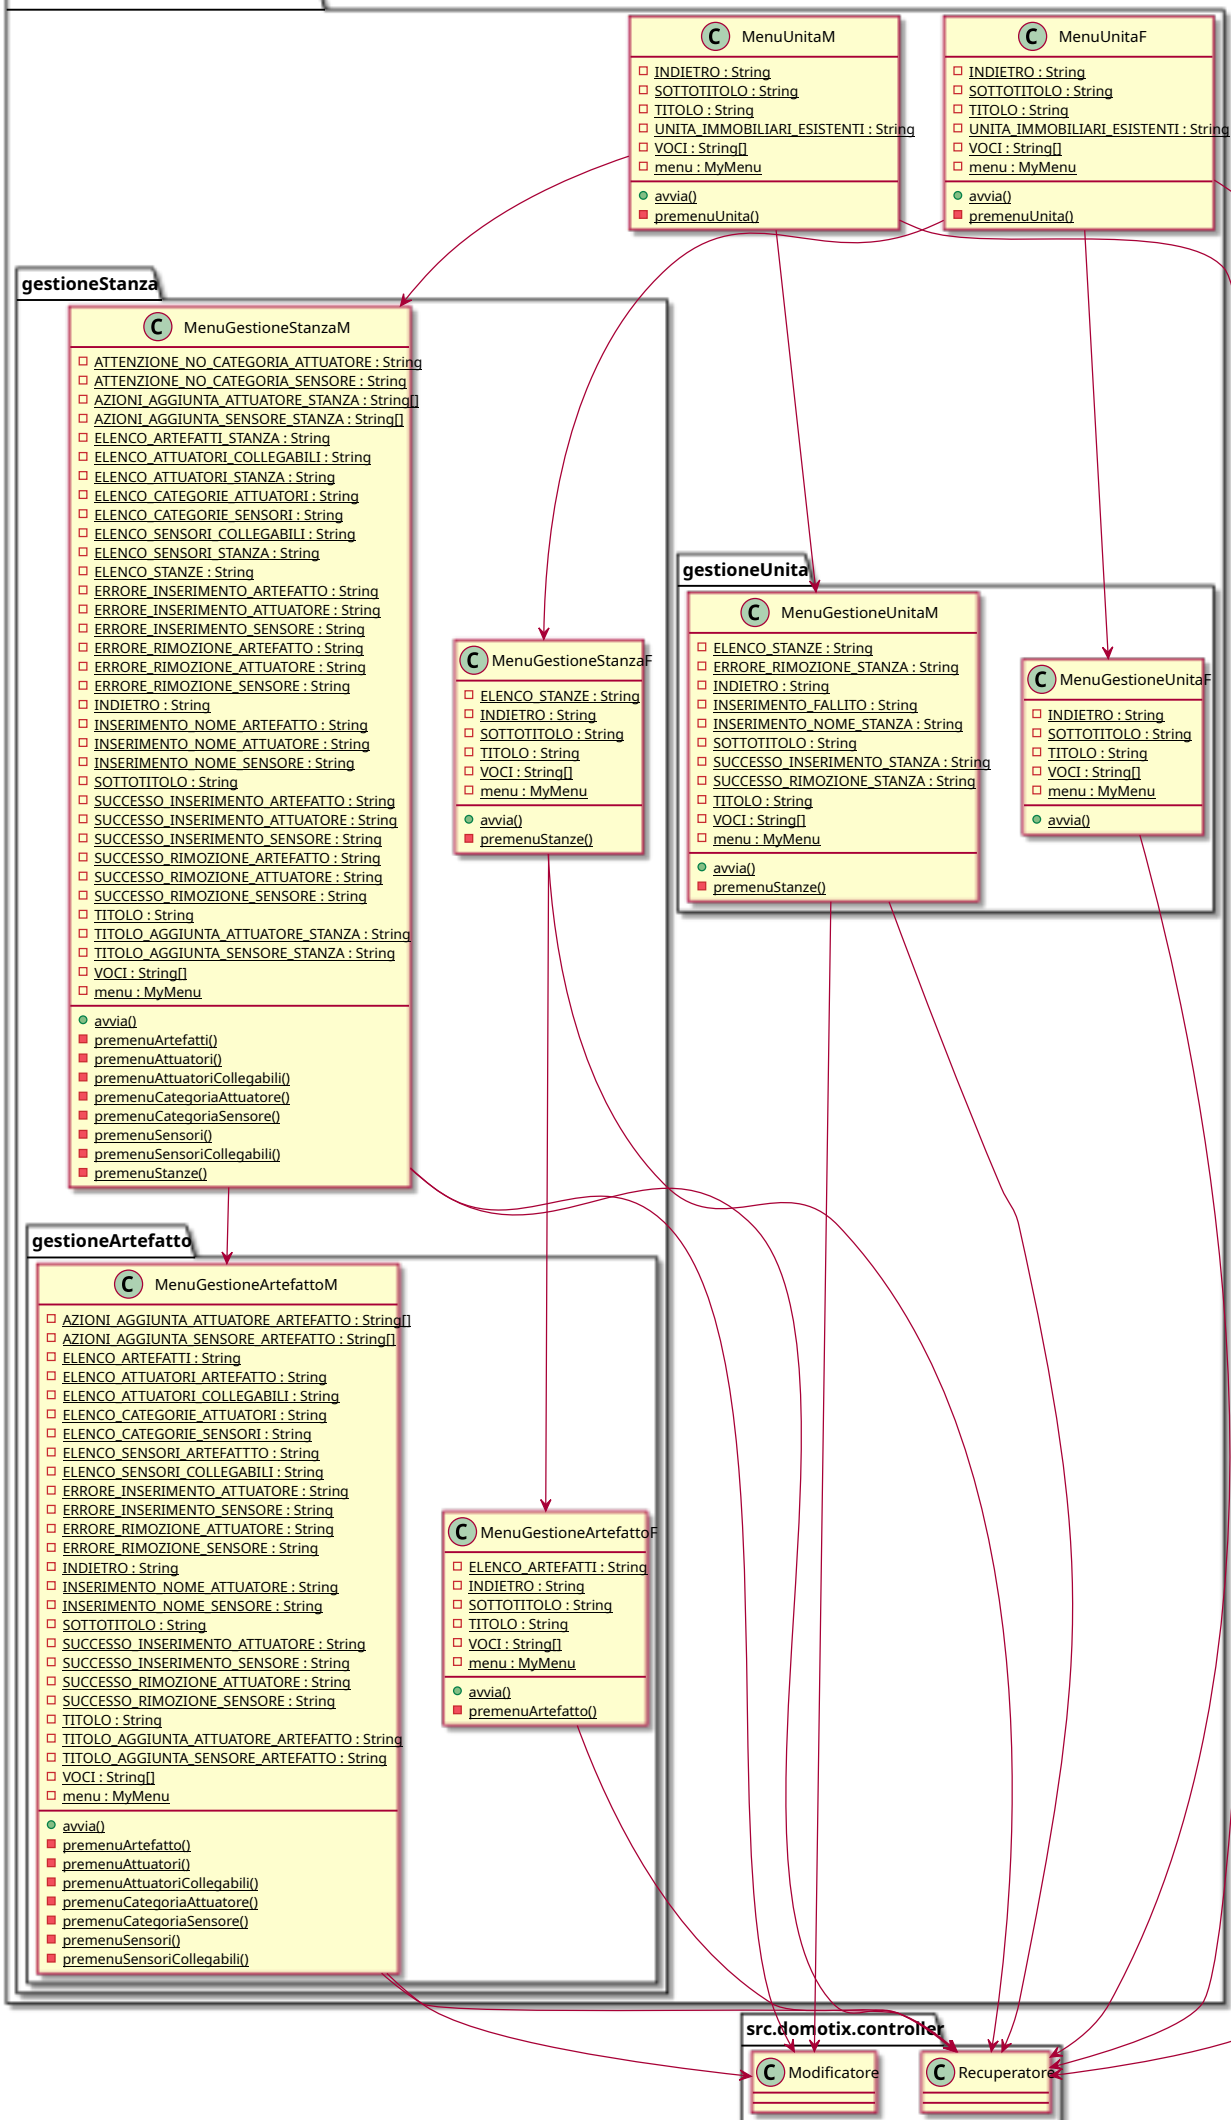 C MenuUnitaM
INDIETRO : String
SOTTOTITOLO : String
TITOLO : String
UNITA_IMMOBILIARI_ESISTENTI : String
VOCI : String[]
menu : MyMenu
avvia()
premenuUnita()
C MenuUnitaF
INDIETRO : String
SOTTOTITOLO : String
TITOLO : String
UNITA_IMMOBILIARI_ESISTENTI : String
VOCI : String[]
menu : MyMenu
avvia()
premenuUnita()
gestioneStanza
C MenuGestioneStanzaM
ATTENZIONE_NO_CATEGORIA_ATTUATORE : String
ATTENZIONE_NO_CATEGORIA_SENSORE : String
AZIONI_AGGIUNTA_ATTUATORE_STANZA : String[]
AZIONI_AGGIUNTA_SENSORE_STANZA : String[]
ELENCO_ARTEFATTI_STANZA : String
ELENCO_ATTUATORI_COLLEGABILI : String
ELENCO_ATTUATORI_STANZA : String
ELENCO_CATEGORIE_ATTUATORI : String
ELENCO_CATEGORIE_SENSORI : String
ELENCO_SENSORI_COLLEGABILI : String
ELENCO_SENSORI_STANZA : String
ELENCO_STANZE : String
ERRORE_INSERIMENTO_ARTEFATTO : String
ERRORE_INSERIMENTO_ATTUATORE : String
ERRORE_INSERIMENTO_SENSORE : String
ERRORE_RIMOZIONE_ARTEFATTO : String
ERRORE_RIMOZIONE_ATTUATORE : String
ERRORE_RIMOZIONE_SENSORE : String
INDIETRO : String
INSERIMENTO_NOME_ARTEFATTO : String
INSERIMENTO_NOME_ATTUATORE : String
INSERIMENTO_NOME_SENSORE : String
SOTTOTITOLO : String
SUCCESSO_INSERIMENTO_ARTEFATTO : String
SUCCESSO_INSERIMENTO_ATTUATORE : String
SUCCESSO_INSERIMENTO_SENSORE : String
SUCCESSO_RIMOZIONE_ARTEFATTO : String
SUCCESSO_RIMOZIONE_ATTUATORE : String
SUCCESSO_RIMOZIONE_SENSORE : String
TITOLO : String
TITOLO_AGGIUNTA_ATTUATORE_STANZA : String
TITOLO_AGGIUNTA_SENSORE_STANZA : String
VOCI : String[]
menu : MyMenu
avvia()
premenuArtefatti()
premenuAttuatori()
premenuAttuatoriCollegabili()
premenuCategoriaAttuatore()
premenuCategoriaSensore()
premenuSensori()
premenuSensoriCollegabili()
premenuStanze()
C MenuGestioneStanzaF
ELENCO_STANZE : String
INDIETRO : String
SOTTOTITOLO : String
TITOLO : String
VOCI : String[]
menu : MyMenu
avvia()
premenuStanze()
gestioneUnita
C MenuGestioneUnitaM
ELENCO_STANZE : String
ERRORE_RIMOZIONE_STANZA : String
INDIETRO : String
INSERIMENTO_FALLITO : String
INSERIMENTO_NOME_STANZA : String
SOTTOTITOLO : String
SUCCESSO_INSERIMENTO_STANZA : String
SUCCESSO_RIMOZIONE_STANZA : String
TITOLO : String
VOCI : String[]
menu : MyMenu
avvia()
premenuStanze()
C MenuGestioneUnitaF
INDIETRO : String
SOTTOTITOLO : String
TITOLO : String
VOCI : String[]
menu : MyMenu
avvia()
gestioneArtefatto
C MenuGestioneArtefattoM
AZIONI_AGGIUNTA_ATTUATORE_ARTEFATTO : String[]
AZIONI_AGGIUNTA_SENSORE_ARTEFATTO : String[]
ELENCO_ARTEFATTI : String
ELENCO_ATTUATORI_ARTEFATTO : String
ELENCO_ATTUATORI_COLLEGABILI : String
ELENCO_CATEGORIE_ATTUATORI : String
ELENCO_CATEGORIE_SENSORI : String
ELENCO_SENSORI_ARTEFATTTO : String
ELENCO_SENSORI_COLLEGABILI : String
ERRORE_INSERIMENTO_ATTUATORE : String
ERRORE_INSERIMENTO_SENSORE : String
ERRORE_RIMOZIONE_ATTUATORE : String
ERRORE_RIMOZIONE_SENSORE : String
INDIETRO : String
INSERIMENTO_NOME_ATTUATORE : String
INSERIMENTO_NOME_SENSORE : String
SOTTOTITOLO : String
SUCCESSO_INSERIMENTO_ATTUATORE : String
SUCCESSO_INSERIMENTO_SENSORE : String
SUCCESSO_RIMOZIONE_ATTUATORE : String
SUCCESSO_RIMOZIONE_SENSORE : String
TITOLO : String
TITOLO_AGGIUNTA_ATTUATORE_ARTEFATTO : String
TITOLO_AGGIUNTA_SENSORE_ARTEFATTO : String
VOCI : String[]
menu : MyMenu
avvia()
premenuArtefatto()
premenuAttuatori()
premenuAttuatoriCollegabili()
premenuCategoriaAttuatore()
premenuCategoriaSensore()
premenuSensori()
premenuSensoriCollegabili()
C MenuGestioneArtefattoF
ELENCO_ARTEFATTI : String
INDIETRO : String
SOTTOTITOLO : String
TITOLO : String
VOCI : String[]
menu : MyMenu
avvia()
premenuArtefatto()
src.domotix.controller
C Modificatore
C Recuperatore